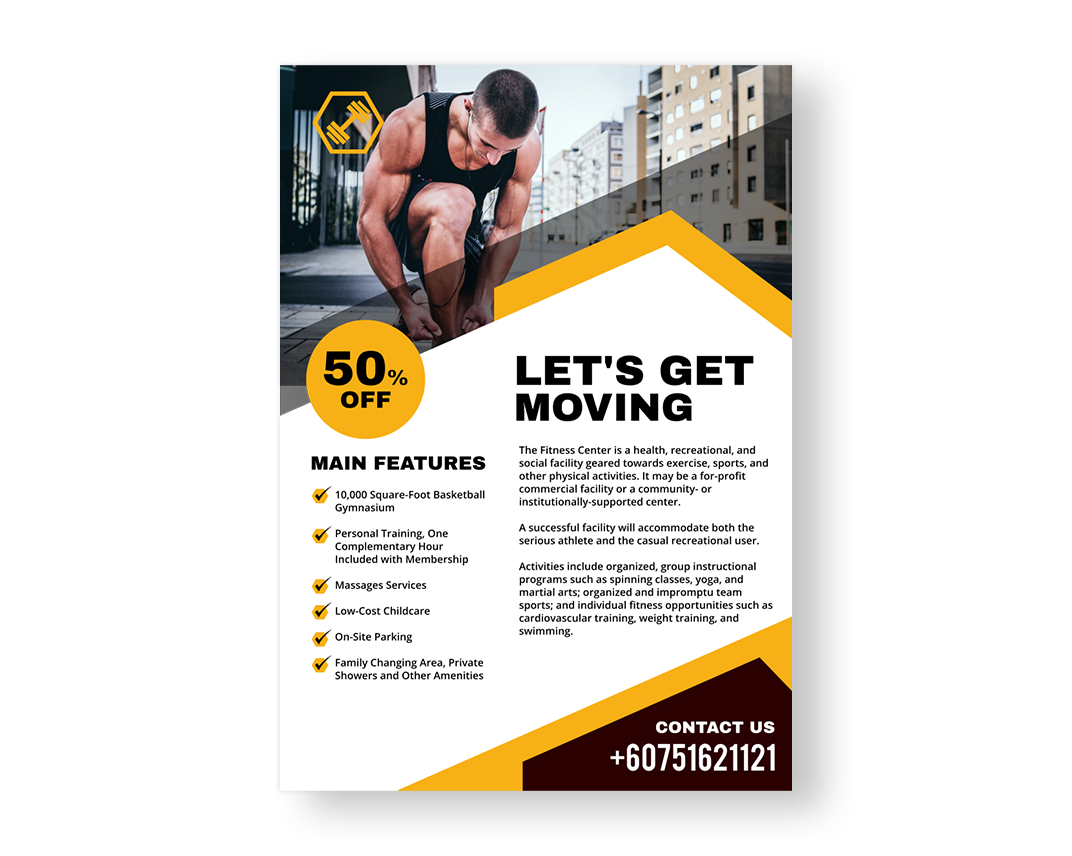 50%
OFF
LET'S GET
MOVING
MAIN FEATURES
10,000 Square-Foot Basketball
Gymnasium
Personal Training, One
Complementary Hour
Included with Membership
Massages Services
Low-Cost Childcare
On-Site Parking
Family Changing Area, Private
Showers and Other Amenities
The Fitness Center is a health, recreational, and
social facility geared towards exercise, sports, and
other physical activities. It may be a for-profit
commercial facility or a community- or
institutionally-supported center.
A successful facility will accommodate both the
serious athlete and the casual recreational user.
Activities include organized, group instructional
programs such as spinning classes, yoga, and
martial arts; organized and impromptu team
sports; and individual fitness opportunities such as
cardiovascular training, weight training, and
swimming.
CONTACT US
+60751621121